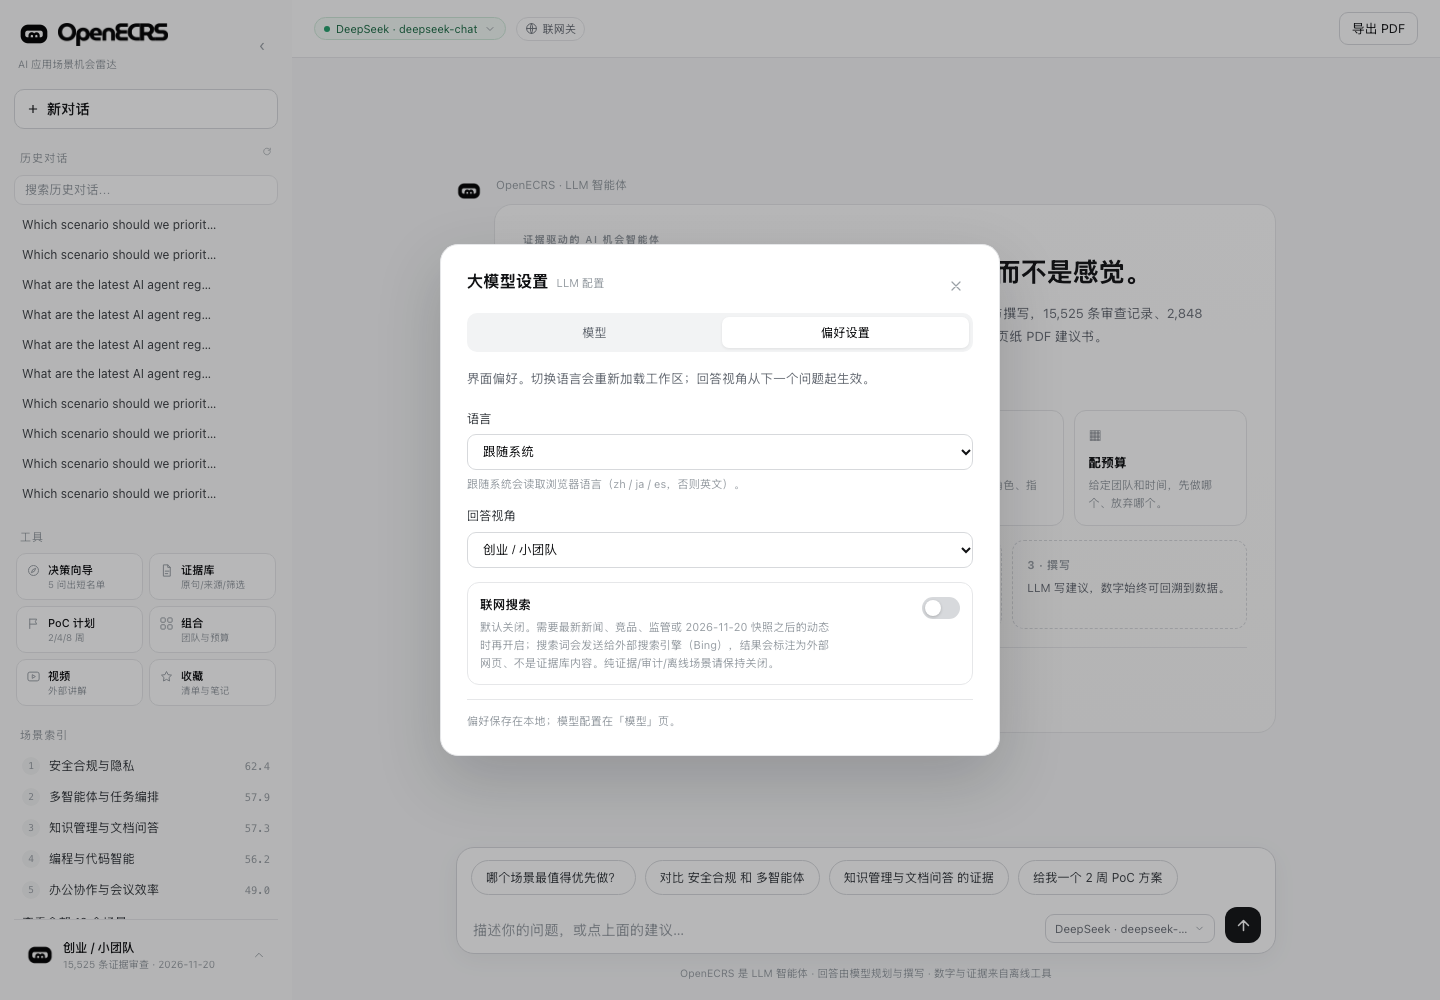 OpenECRS
AI 应用场景机会雷达
+ 新对话
历史对话
搜索历史对话...
Which scenario should we priorit...
Which scenario should we priorit...
What are the latest AI agent reg...
What are the latest AI agent reg...
What are the latest AI agent reg...
What are the latest AI agent reg...
Which scenario should we priorit...
Which scenario should we priorit...
Which scenario should we priorit...
Which scenario should we priorit...
工具
决策向导
5 问出短名单
证据库
原句/来源/筛选
PoC 计划
2/4/8 周
组合
团队与预算
视频
外部讲解
收藏
清单与笔记
场景索引
1 安全合规与隐私 62.4
2 多智能体与任务编排 57.9
3 知识管理与文档问答 57.3
4 编程与代码智能 56.2
5 办公协作与会议效率 49.0
创业 / 小团队
15,525 条证据审查 · 2026-11-20
DeepSeek · deepseek-chat
联网关
导出 PDF
OpenECRS · LLM 智能体
证据驱动的 AI 机会智能体
而不是感觉。
撰写，15,525 条审查记录、2,848
页纸 PDF 建议书。
色、指
配预算
给定团队和时间，先做哪
个、放弃哪个。
3 · 撰写
LLM 写建议，数字始终可回溯到数据。
大模型设置 LLM 配置
模型
偏好设置
界面偏好。切换语言会重新加载工作区；回答视角从下一个问题起生效。
语言
跟随系统
跟随系统会读取浏览器语言（zh / ja / es，否则英文）。
回答视角
创业 / 小团队
联网搜索
默认关闭。需要最新新闻、竞品、监管或 2026-11-20 快照之后的动态
时再开启；搜索词会发送给外部搜索引擎（Bing），结果会标注为外部
网页、不是证据库内容。纯证据/审计/离线场景请保持关闭。
偏好保存在本地；模型配置在「模型」页。
哪个场景最值得优先做？
对比 安全合规 和 多智能体
知识管理与文档问答 的证据
给我一个 2 周 PoC 方案
描述你的问题，或点上面的建议...
DeepSeek · deepseek-...
OpenECRS 是 LLM 智能体 · 回答由模型规划与撰写 · 数字与证据来自离线工具